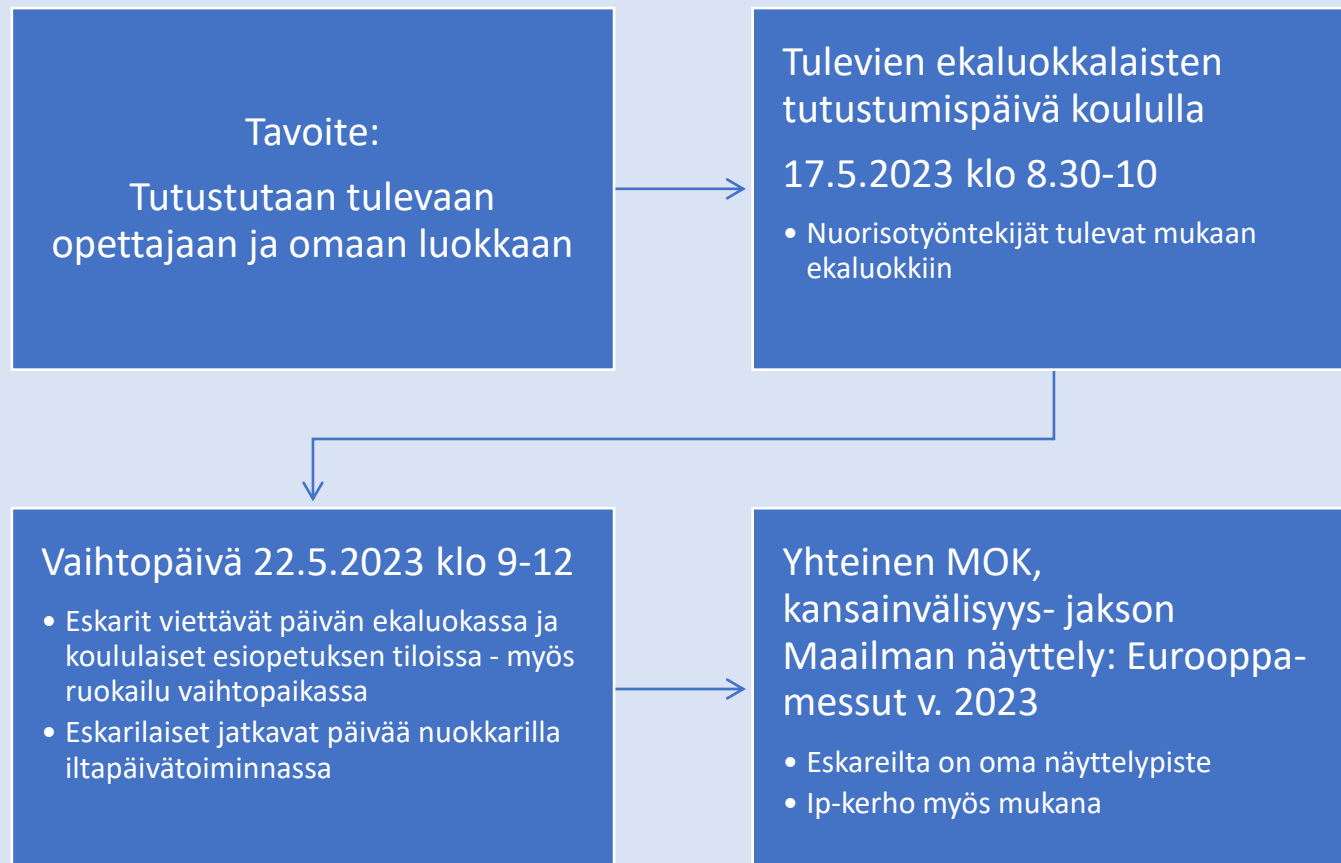 Tavoite:
Tutustutaan tulevaan
opettajaan ja omaan luokkaan
Tulevien ekaluokkalaisten
tutustumispäivä koululla
17.5.2023 klo 8.30-10
• Nuorisotyöntekijät tulevat mukaan
ekaluokkiin
Vaihtopäivä 22.5.2023 klo 9-12
• Eskarit viettävät päivän ekaluokassa ja
koululaiset esiopetuksen tiloissa - myös
ruokailu vaihtopaikassa
• Eskarilaiset jatkavat päivää nuokkarilla
iltapäivätoiminnassa
Yhteinen MOK,
kansainvälisyys- jakson
Maailman näyttely: Eurooppa-
messut v. 2023
• Eskareilta on oma näyttelypiste
• Ip-kerho myös mukana